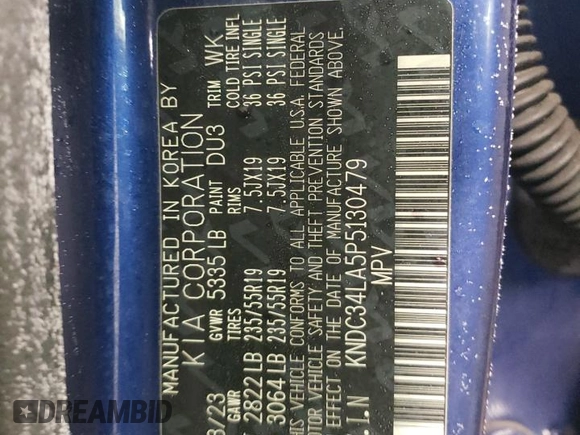 MANUFACTURED IN KOREA BY
KIA CORPORATION
/23 GVWR 5335 LB PAINT DU3 TRIM WK
GAWR TIRES RIMS COLD TIRE INFL
2822 LB 235/55R19 7.5JX19 36 PSI SINGLE
3064 LB 235/55R19 7.5JX19 36 PSI SINGLE
VEHICLE CONFORMS TO ALL APPLICABLE U.S.A. FEDERAL
VEHICLE SAFETY, BUMPER, AND THEFT PREVENTION STANDARDS
EFFECT ON THE DATE OF MANUFACTURE SHOWN ABOVE.
.I.N KNDC34LA5P5130479
MPV
DREAMBID